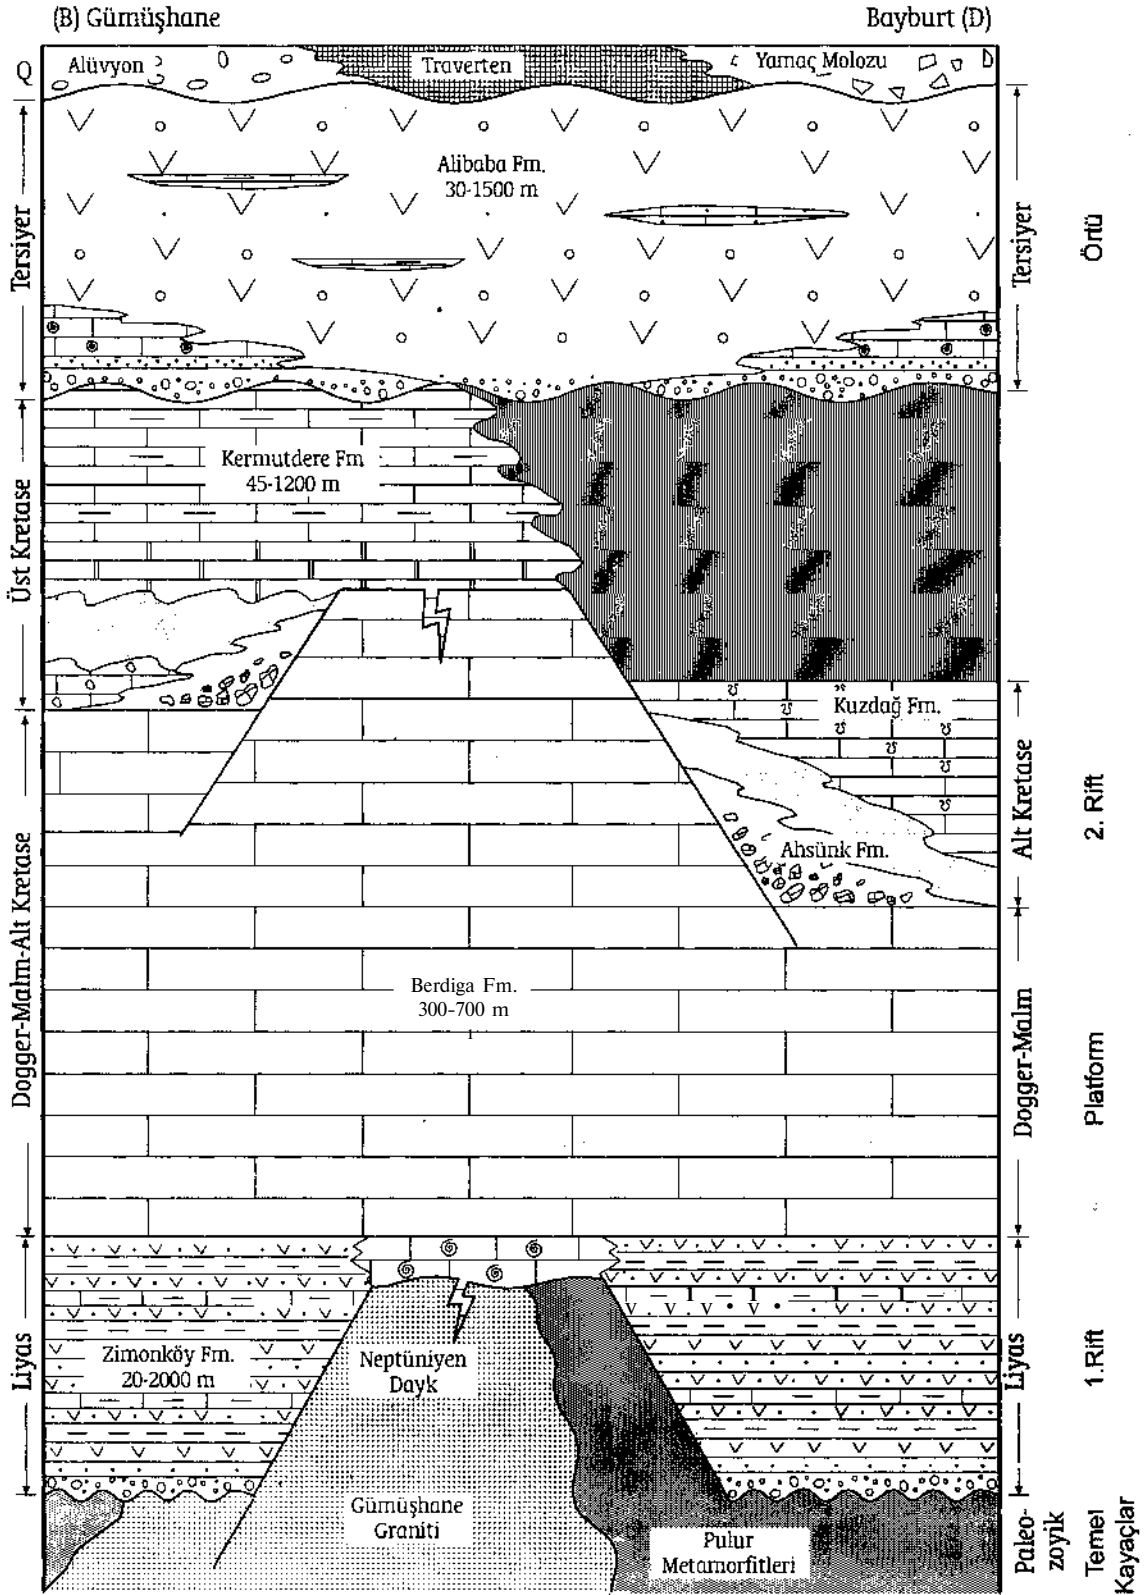 (B) Gümüşhane
Bayburt (D)
Q
Alüvyon
Traverten
Yamaç Molozu
Tersiyer
Alibaba Fm.
30-1500 m
Tersiyer
Örtü
Üst Kretase
Kermutdere Fm
45-1200 m
Kuzdağ Fm.
Ahsünk Fm.
Alt Kretase
2. Rift
Dogger-Malm-Alt Kretase
Berdiga Fm.
300-700 m
Dogger-Malm
Platform
Liyas
Zimonköy Fm.
20-2000 m
Neptüniyen
Dayk
Liyas
1.Rift
Gümüşhane
Graniti
Pulur
Metamorfitleri
Paleo-
zoyik
Temel
Kayaçlar